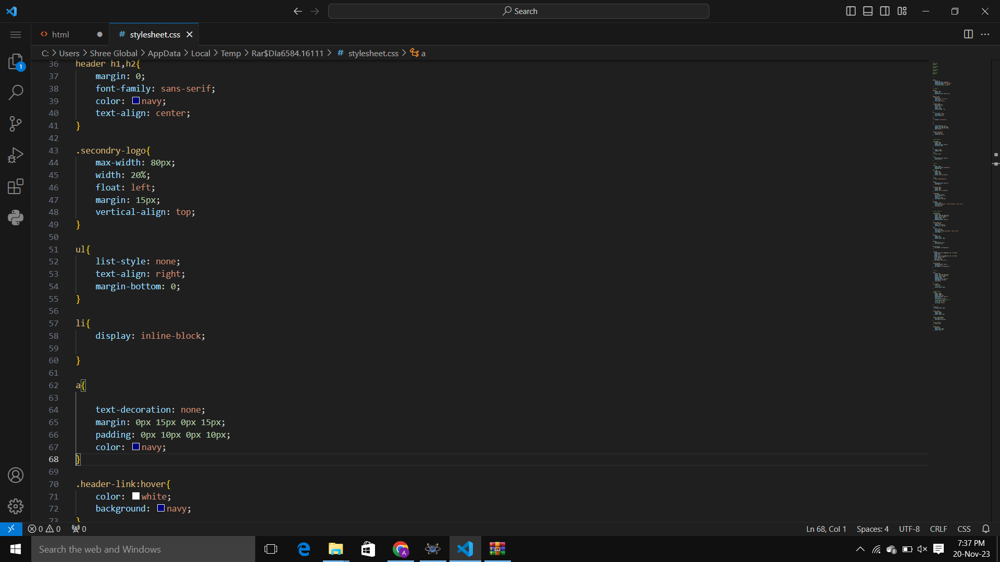 Search
html
# stylesheet.css
C: > Users > Shree Global > AppData > Local > Temp > Rar$DIa6584.16111 > # stylesheet.css > a
1
36 header h1,h2{
37 margin: 0;
38 font-family: sans-serif;
39 color: navy;
40 text-align: center;
41 }
42
43 .secondry-logo{
44 max-width: 80px;
45 width: 20%;
46 float: left;
47 margin: 15px;
48 vertical-align: top;
49 }
50
51 ul{
52 list-style: none;
53 text-align: right;
54 margin-bottom: 0;
55 }
56
57 li{
58 display: inline-block;
59
60 }
61
62 a{
63
64 text-decoration: none;
65 margin: 0px 15px 0px 15px;
66 padding: 0px 10px 0px 10px;
67 color: navy;
68 }
69
70 .header-link:hover{
71 color: white;
72 background: navy;
73 }
0 0 0
Ln 68, Col 1 Spaces: 4 UTF-8 CRLF CSS
Search the web and Windows
A
7:37 PM
20-Nov-23